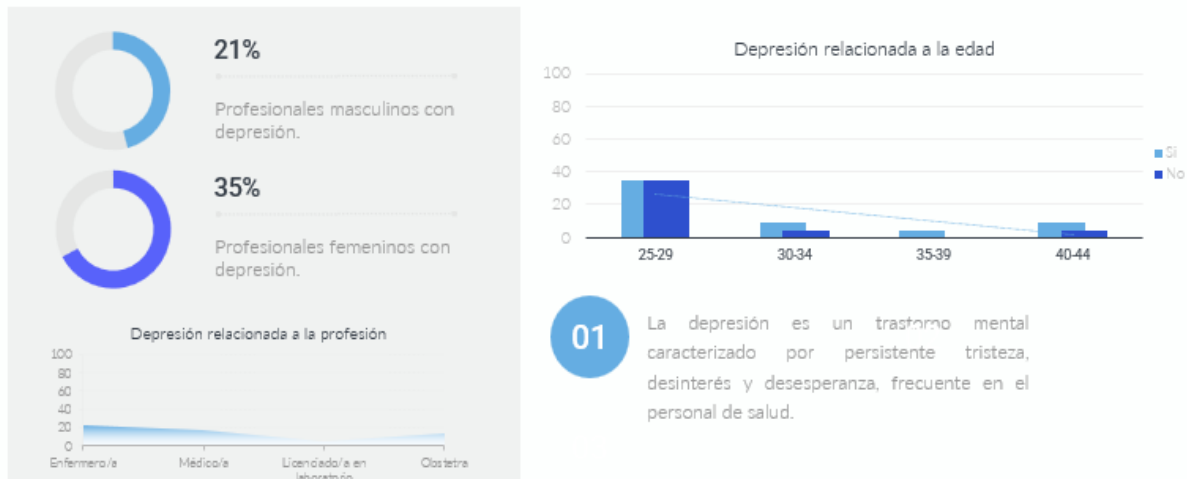 21%
Profesionales masculinos con
depresión.
35%
Profesionales femeninos con
depresión.
Depresión relacionada a la profesión
100
80
60
40
20
0
Enfermero/a Médico/a Licenciado/a en Obstetra
laboratorio
Depresión relacionada a la edad
100
80
60
40
20
0
25-29 30-34 35-39 40-44
Si
No
01
La depresión es un trastorno mental
caracterizado por persistente tristeza,
desinterés y desesperanza, frecuente en el
personal de salud.